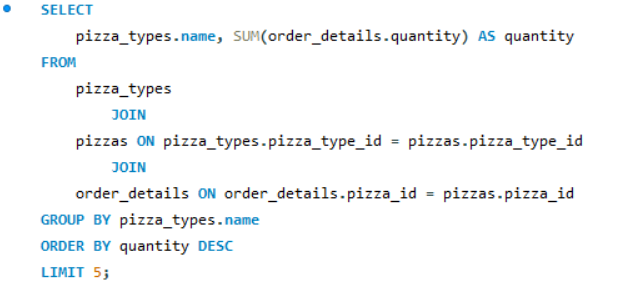 SELECT
pizza_types.name, SUM(order_details.quantity) AS quantity
FROM
pizza_types
JOIN
pizzas ON pizza_types.pizza_type_id = pizzas.pizza_type_id
JOIN
order_details ON order_details.pizza_id = pizzas.pizza_id
GROUP BY pizza_types.name
ORDER BY quantity DESC
LIMIT 5;